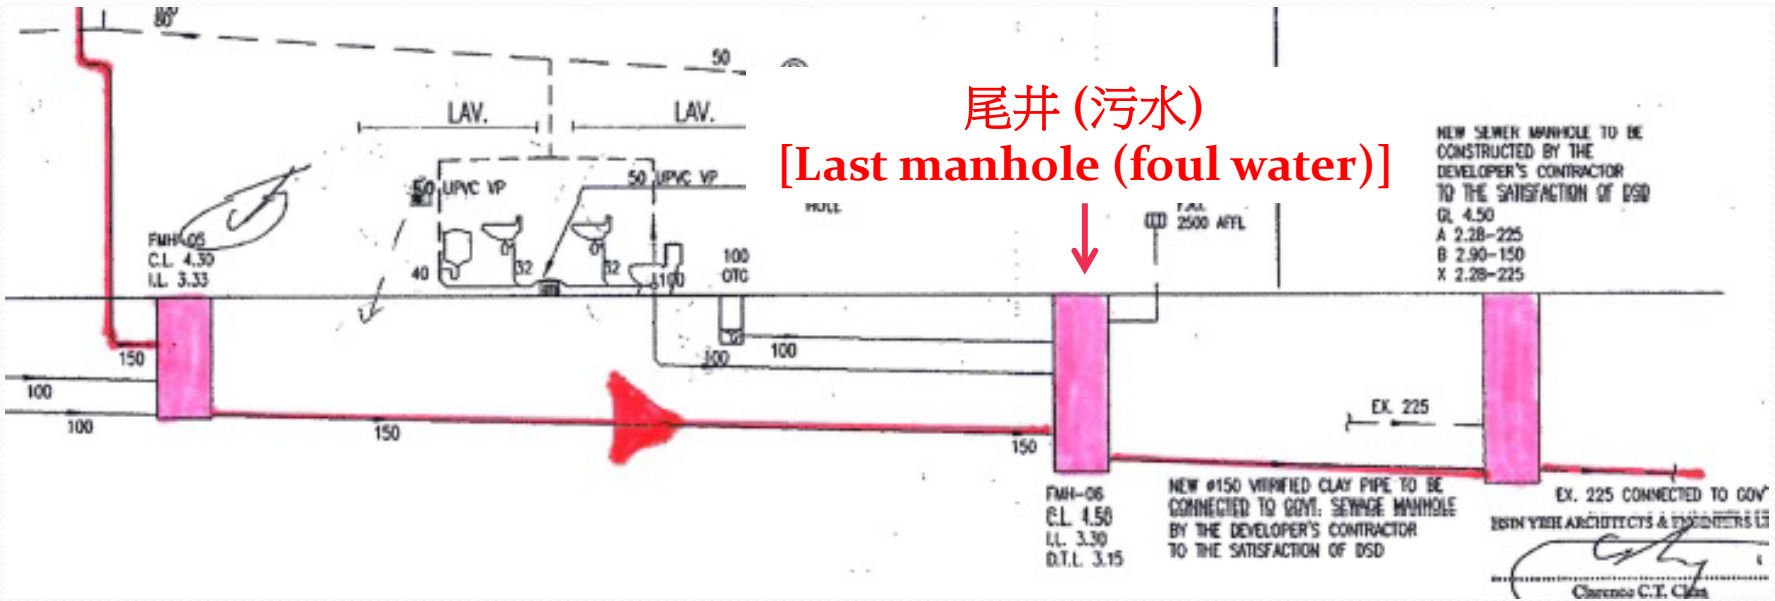 80
50
尾井 (污水)
[Last manhole (foul water)]
LAV.
LAV.
NEW SEWER MANHOLE TO BE
CONSTRUCTED BY THE
DEVELOPER'S CONTRACTOR
TO THE SATISFACTION OF DSD
GL 4.50
A 2.28-225
B 2.90-150
X 2.28-225
50 UPVC VP
50 UPVC VP
HOLE
2500 AFFL
FMH-05
C.L. 4.30
I.L. 3.33
40
32
32
100
100
OTG
150
100
100
100
100
150
150
EX. 225
FMH-06
C.L. 4.50
I.L. 3.30
D.T.L. 3.15
NEW ø150 VITRIFIED CLAY PIPE TO BE
CONNECTED TO GOVT. SEWAGE MANHOLE
BY THE DEVELOPER'S CONTRACTOR
TO THE SATISFACTION OF DSD
EX. 225 CONNECTED TO GOV'
HSIN YIEH ARCHITECTS & ENGINEERS LT
Clarence C.T. Chan